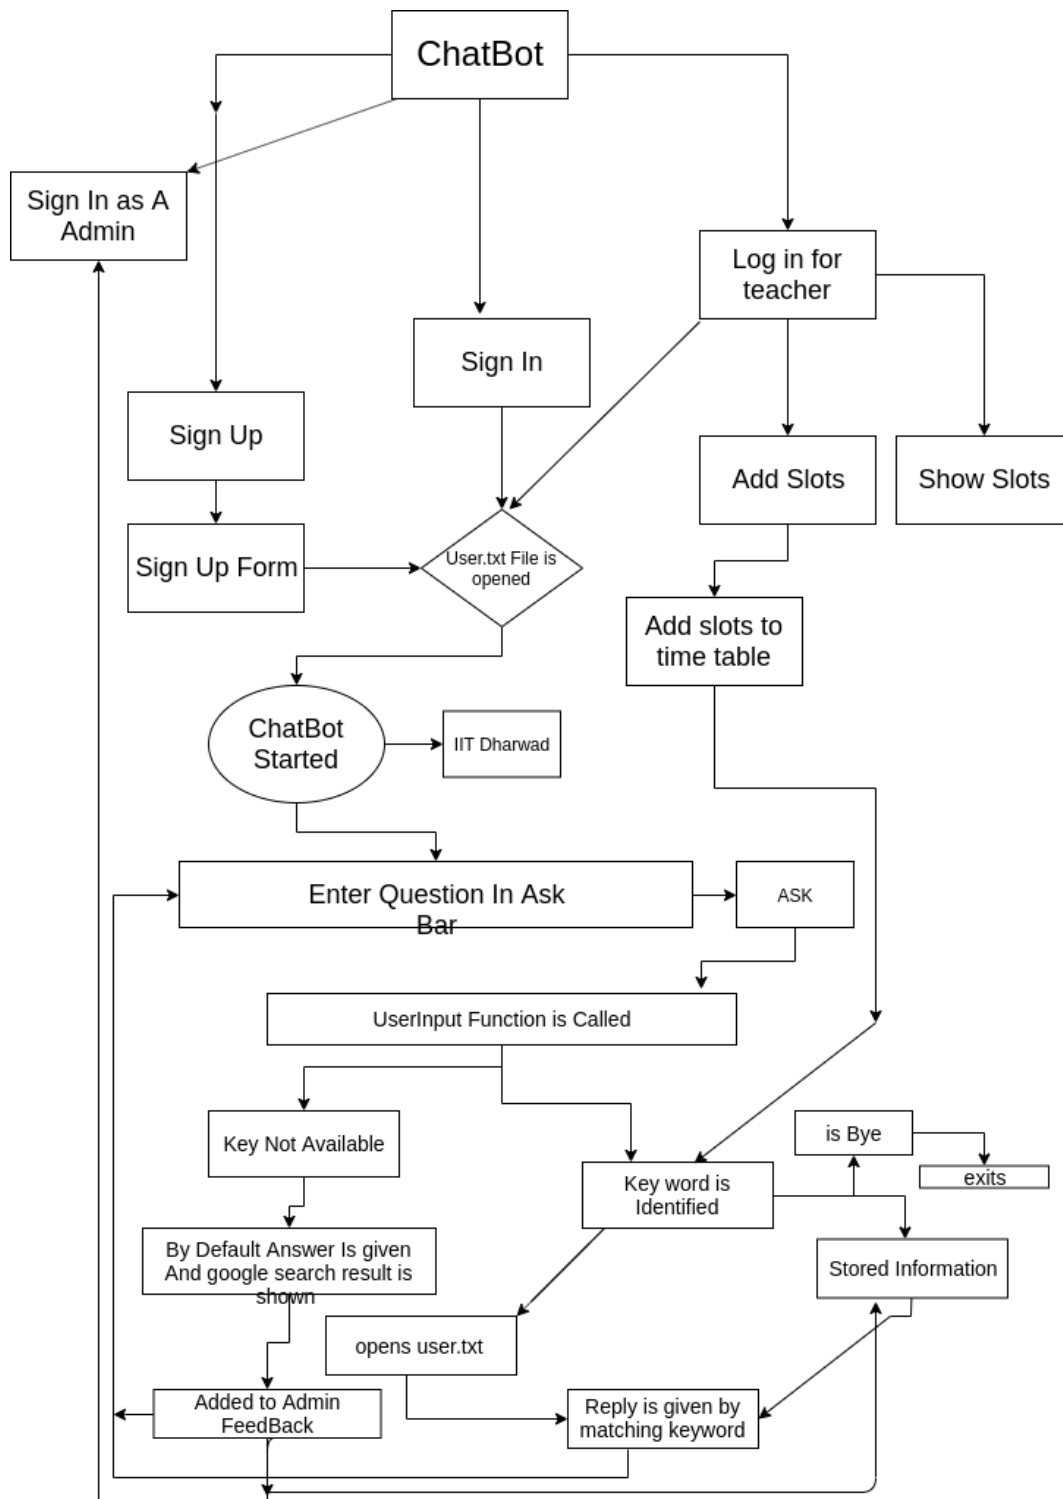 ChatBot
Sign In as A
Admin
Log in for
teacher
Sign In
Sign Up
Add Slots
Show Slots
Sign Up Form
User.txt File is
opened
Add slots to
time table
ChatBot
Started
IIT Dharwad
Enter Question In Ask
Bar
ASK
UserInput Function is Called
Key Not Available
is Bye
exits
Key word is
Identified
By Default Answer Is given
And google search result is
shown
Stored Information
opens user.txt
Added to Admin
FeedBack
Reply is given by
matching keyword